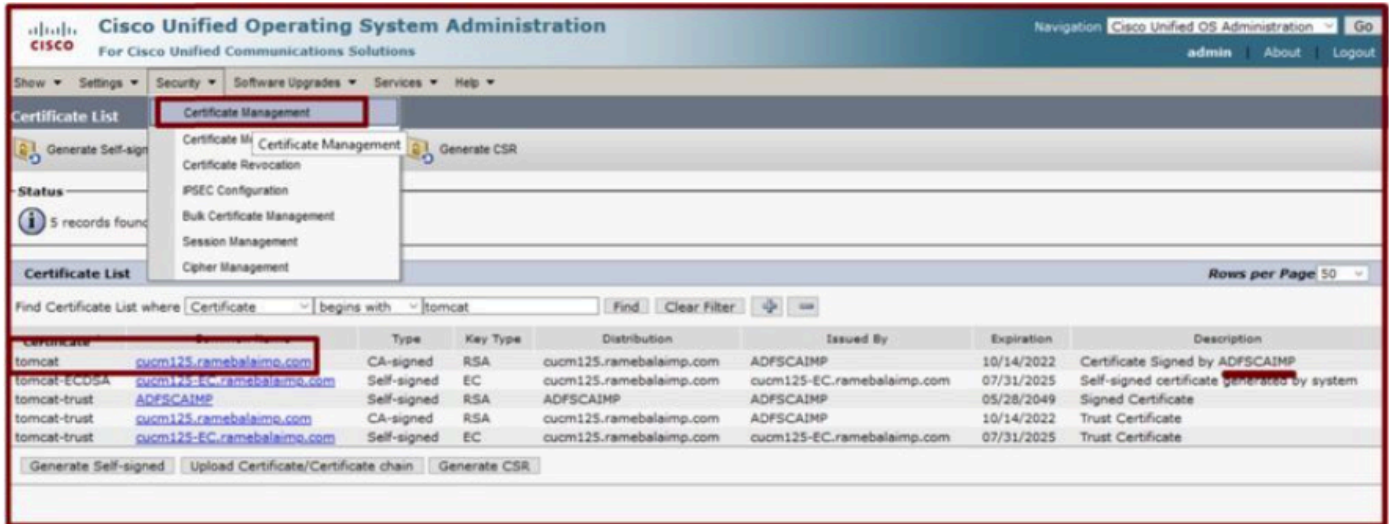 Cisco Unified Operating System Administration
Navigation Cisco Unified OS Administration Go
CISCO For Cisco Unified Communications Solutions
admin About Logout
Show Settings Security Software Upgrades Services Help
Certificate List
Certificate Management
Generate Self-sign
Certificate M
Certificate Management
Generate CSR
Certificate Revocation
Status
IPSEC Configuration
5 records found
Bulk Certificate Management
Session Management
Cipher Management
Certificate List Rows per Page 50
Find Certificate List where Certificate begins with tomcat Find Clear Filter
Certificate Common Name Type Key Type Distribution Issued By Expiration Description
tomcat cucm125.ramebalaimp.com CA-signed RSA cucm125.ramebalaimp.com ADFSCAIMP 10/14/2022 Certificate Signed by ADFSCAIMP
tomcat-ECDSA cucm125-EC.ramebalaimp.com Self-signed EC cucm125.ramebalaimp.com cucm125-EC.ramebalaimp.com 07/31/2025 Self-signed certificate generated by system
tomcat-trust ADFSCAIMP Self-signed RSA ADFSCAIMP ADFSCAIMP 05/28/2049 Signed Certificate
tomcat-trust cucm125.ramebalaimp.com CA-signed RSA cucm125.ramebalaimp.com ADFSCAIMP 10/14/2022 Trust Certificate
tomcat-trust cucm125-EC.ramebalaimp.com Self-signed EC cucm125.ramebalaimp.com cucm125-EC.ramebalaimp.com 07/31/2025 Trust Certificate
Generate Self-signed Upload Certificate/Certificate chain Generate CSR